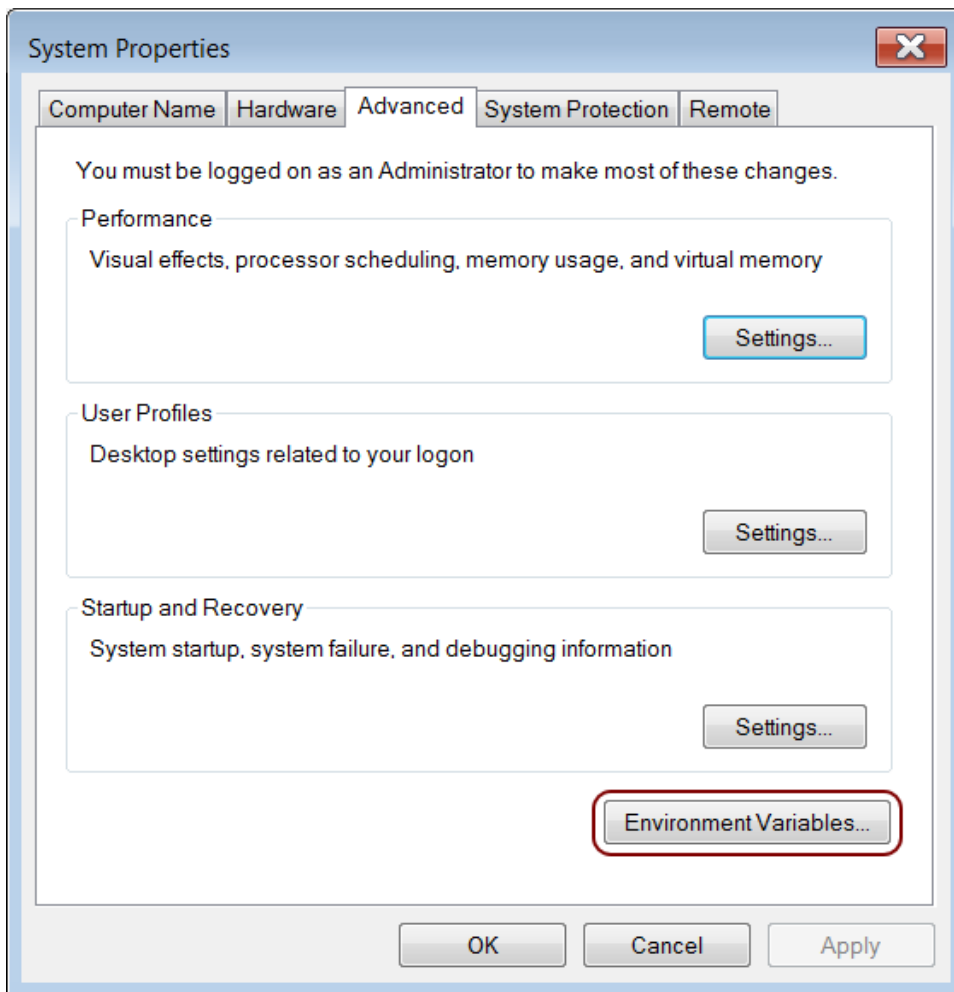 System Properties
Computer Name Hardware Advanced System Protection Remote
You must be logged on as an Administrator to make most of these changes.
Performance
Visual effects, processor scheduling, memory usage, and virtual memory
Settings...
User Profiles
Desktop settings related to your logon
Settings...
Startup and Recovery
System startup, system failure, and debugging information
Settings...
Environment Variables...
OK Cancel Apply